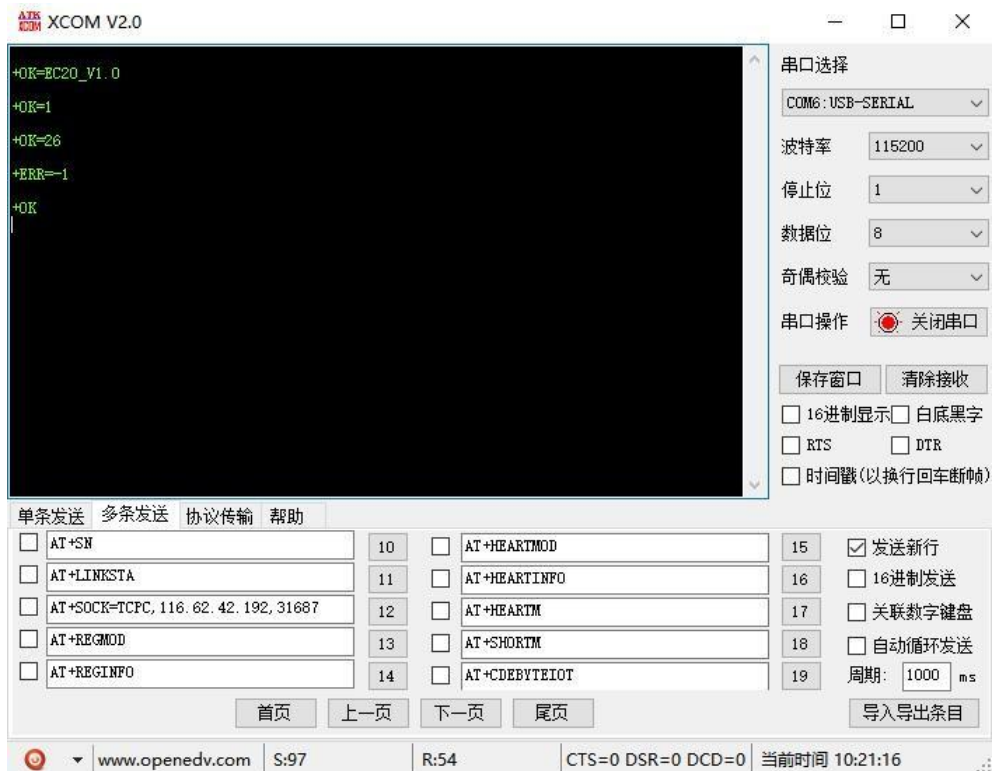 ATK XCOM XCOM V2.0
+OK=EC20_V1.0
+OK=1
+OK=26
+ERR=-1
+OK
串口选择
COM6:USB-SERIAL
波特率 115200
停止位 1
数据位 8
奇偶校验 无
串口操作 关闭串口
保存窗口 清除接收
16进制显示 白底黑字
RTS DTR
时间戳(以换行回车断帧)
单条发送 多条发送 协议传输 帮助
AT+SN 10 AT+HEARTMOD 15 发送新行
AT+LINKSTA 11 AT+HEARTINFO 16 16进制发送
AT+SOCK=TCPC,116.62.42.192,31687 12 AT+HEARTM 17 关联数字键盘
AT+REGMOD 13 AT+SHORTM 18 自动循环发送
AT+REGINFO 14 AT+CDEBYTEIOT 19 周期: 1000 ms
首页 上一页 下一页 尾页 导入导出条目
www.openedv.com S:97 R:54 CTS=0 DSR=0 DCD=0 当前时间 10:21:16